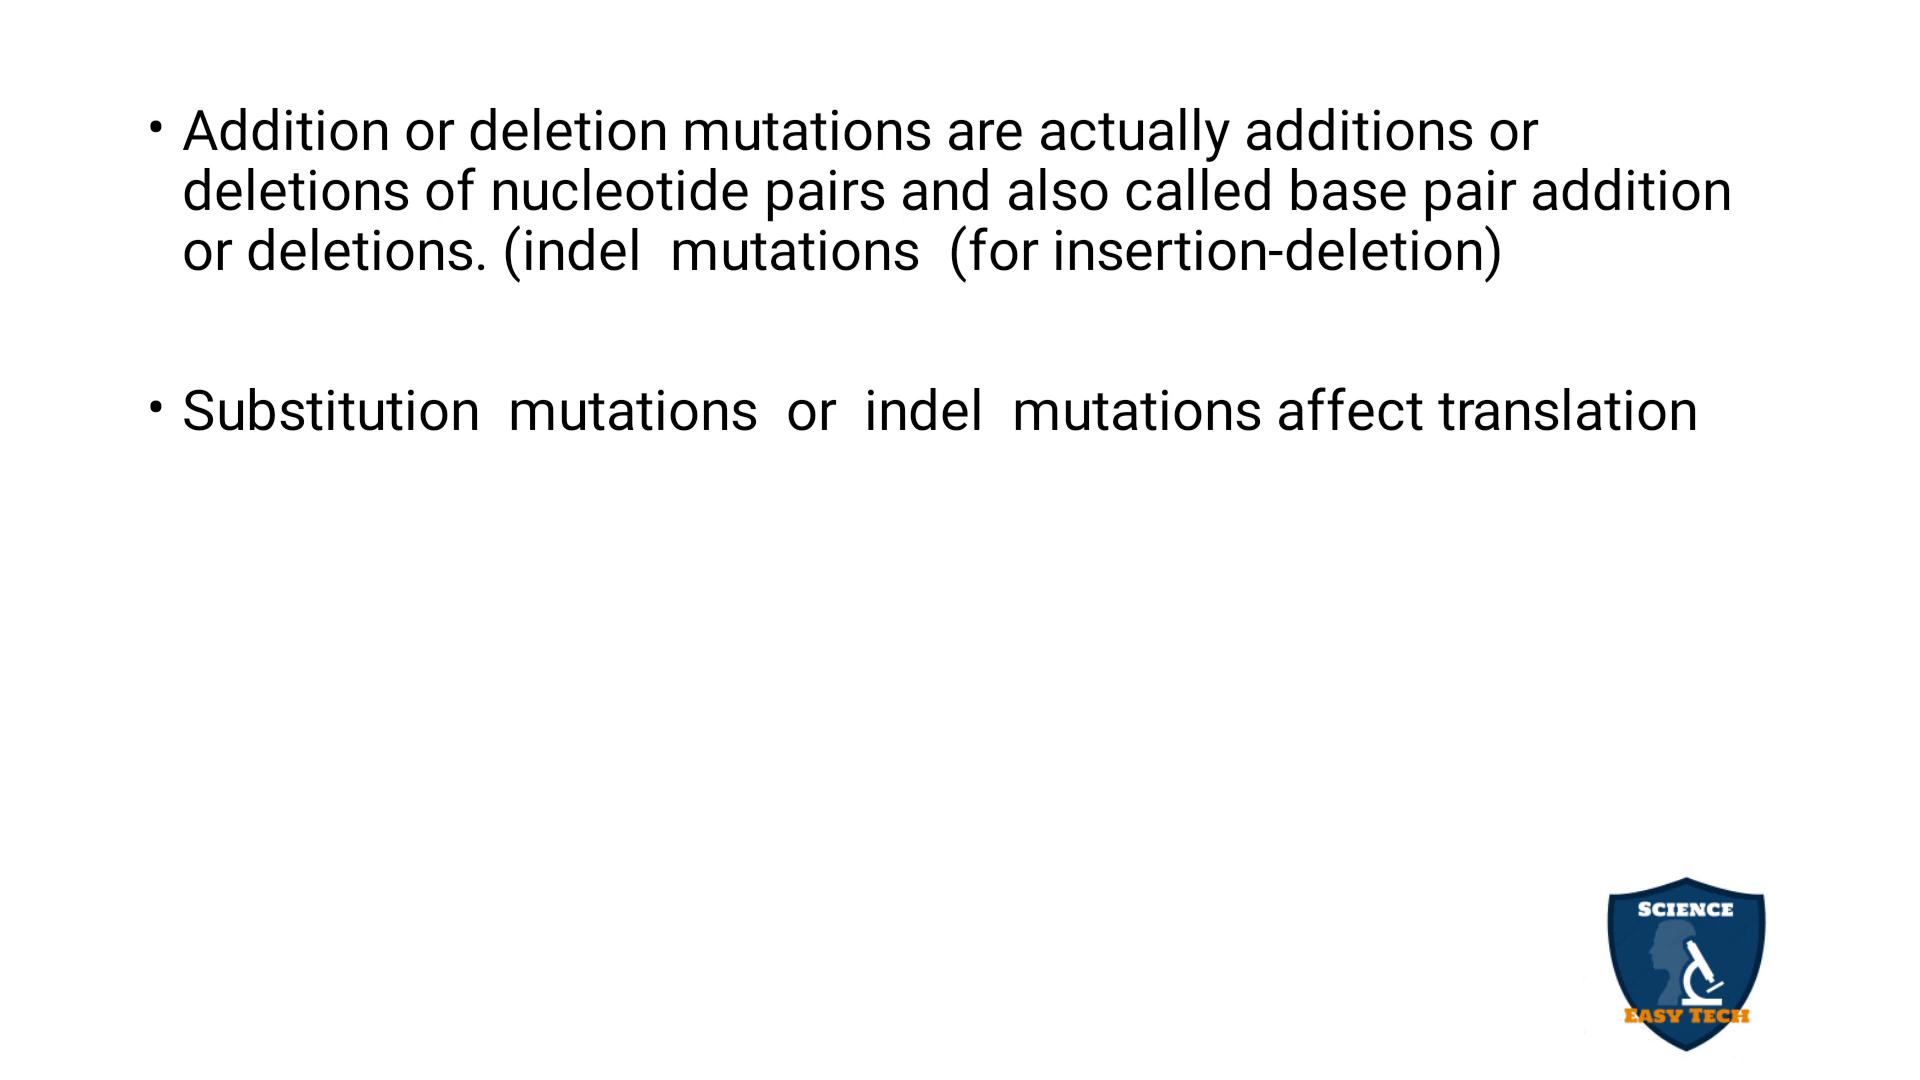 • Addition or deletion mutations are actually additions or
deletions of nucleotide pairs and also called base pair addition
or deletions. (indel  mutations  (for insertion-deletion)
• Substitution  mutations  or  indel  mutations affect translation
SCIENCE
EASY TECH